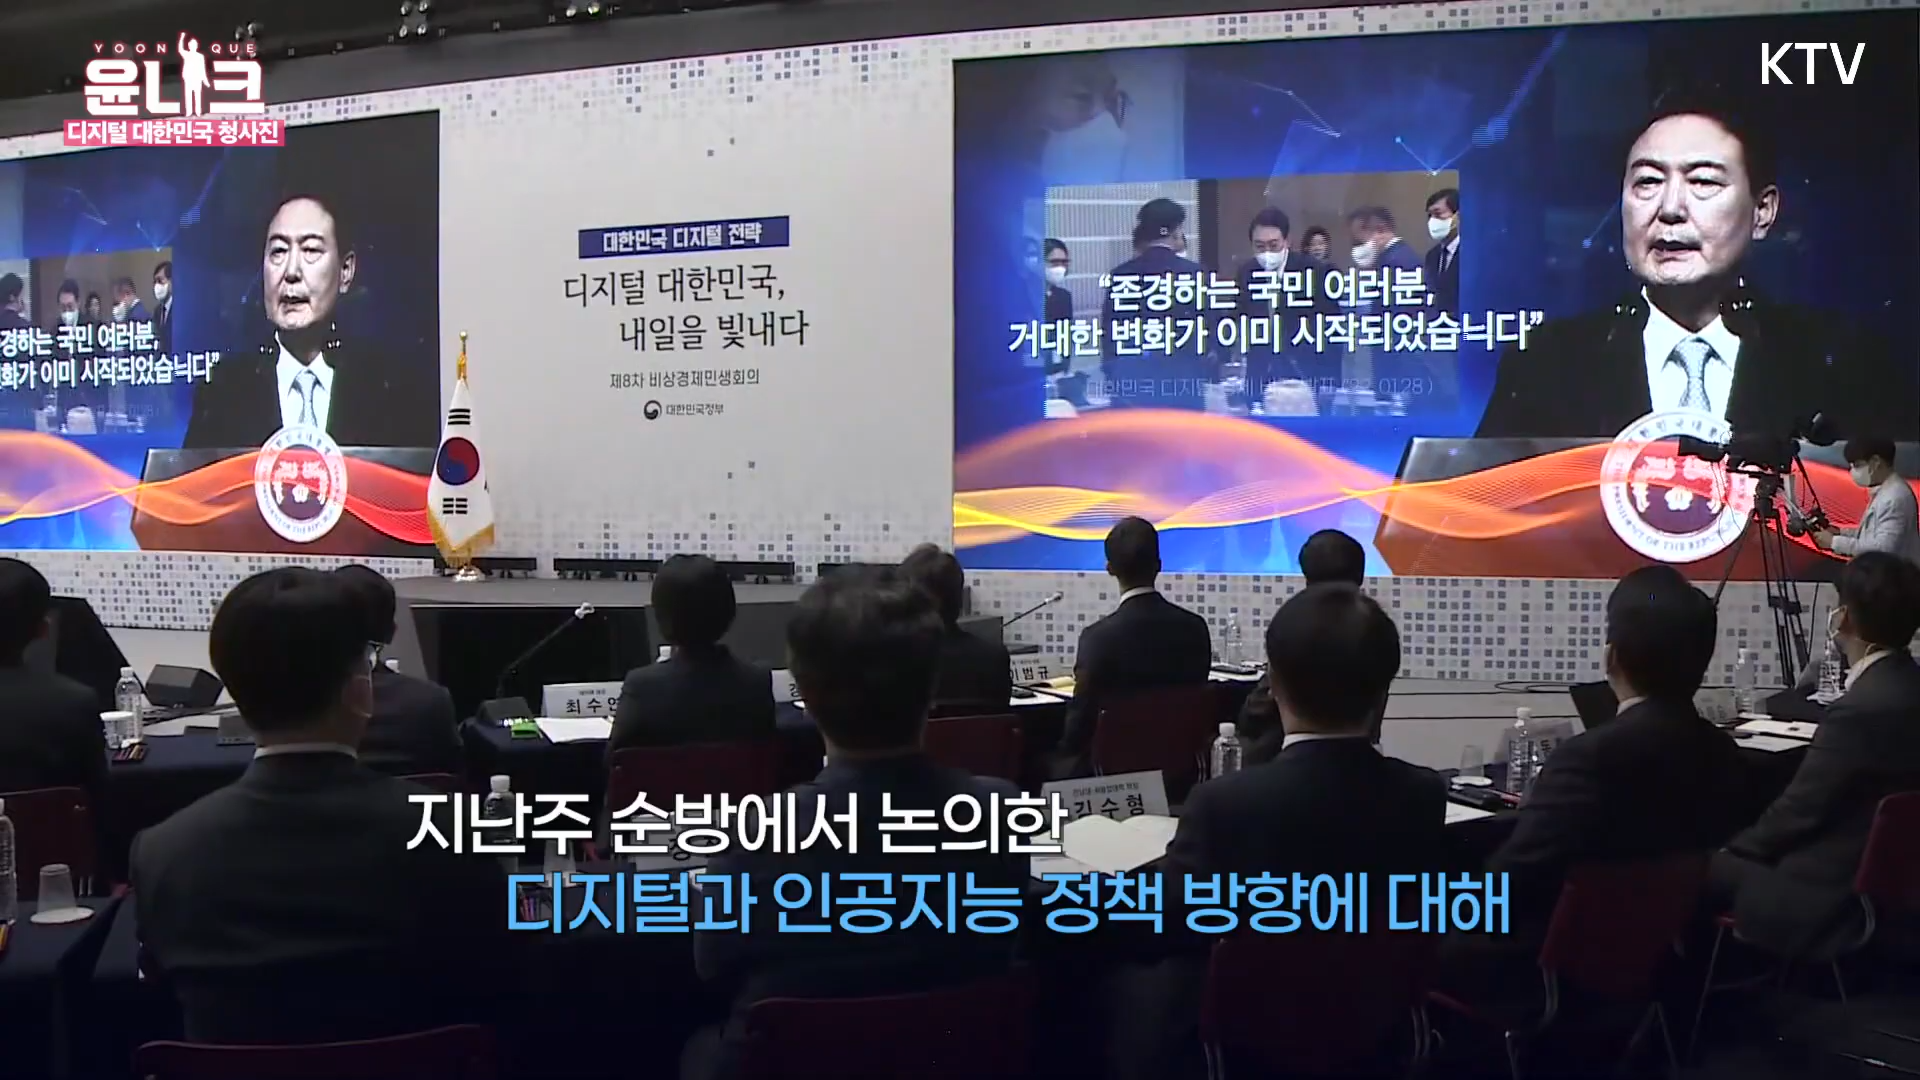 YOON QUE
윤니크
디지털 대한민국 청사진
KTV
대한민국 디지털 전략
디지털 대한민국,
내일을 빛내다
제8차 비상경제민생회의
대한민국정부
“존경하는 국민 여러분,
거대한 변화가 이미 시작되었습니다”
경하는 국민 여러분,
화가 이미 시작되었습니다”
최수연
이범규
김수형
지난주 순방에서 논의한
디지털과 인공지능 정책 방향에 대해